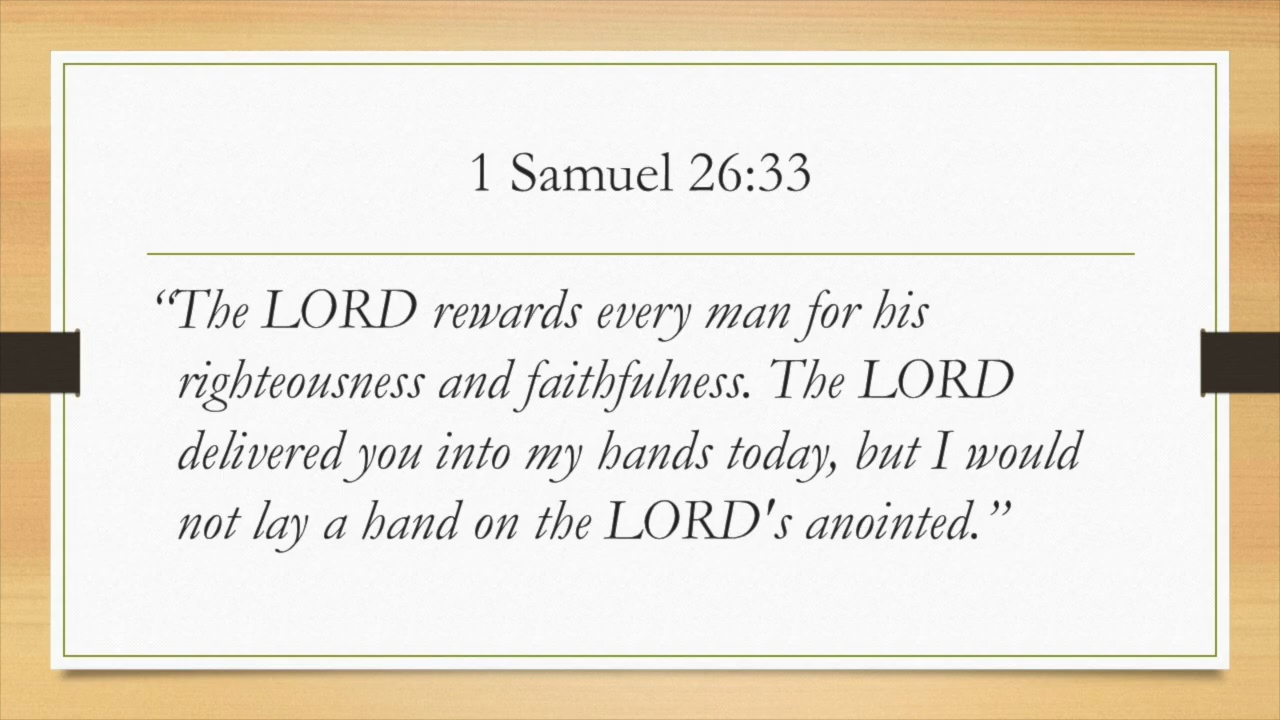 1 Samuel 26:33
“The LORD rewards every man for his
righteousness and faithfulness. The LORD
delivered you into my hands today, but I would
not lay a hand on the LORD's anointed.”